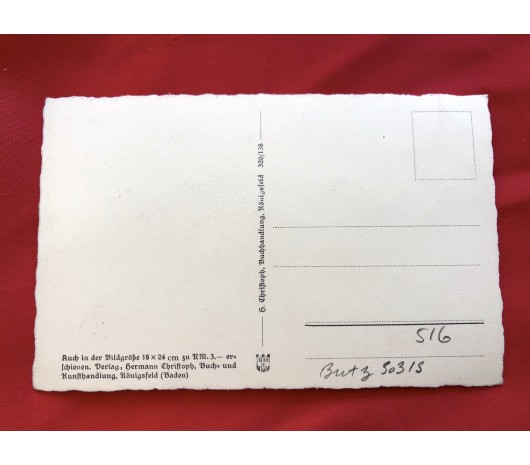 Auch in der Bildgröße 18 × 24 cm zu RM. 3.— er=
schienen. Verlag: Hermann Christoph, Buch= und
Kunsthandlung, Königsfeld (Baden)
H. Christoph, Buchhandlung, Königsfeld 320/138
516
Butz 50315